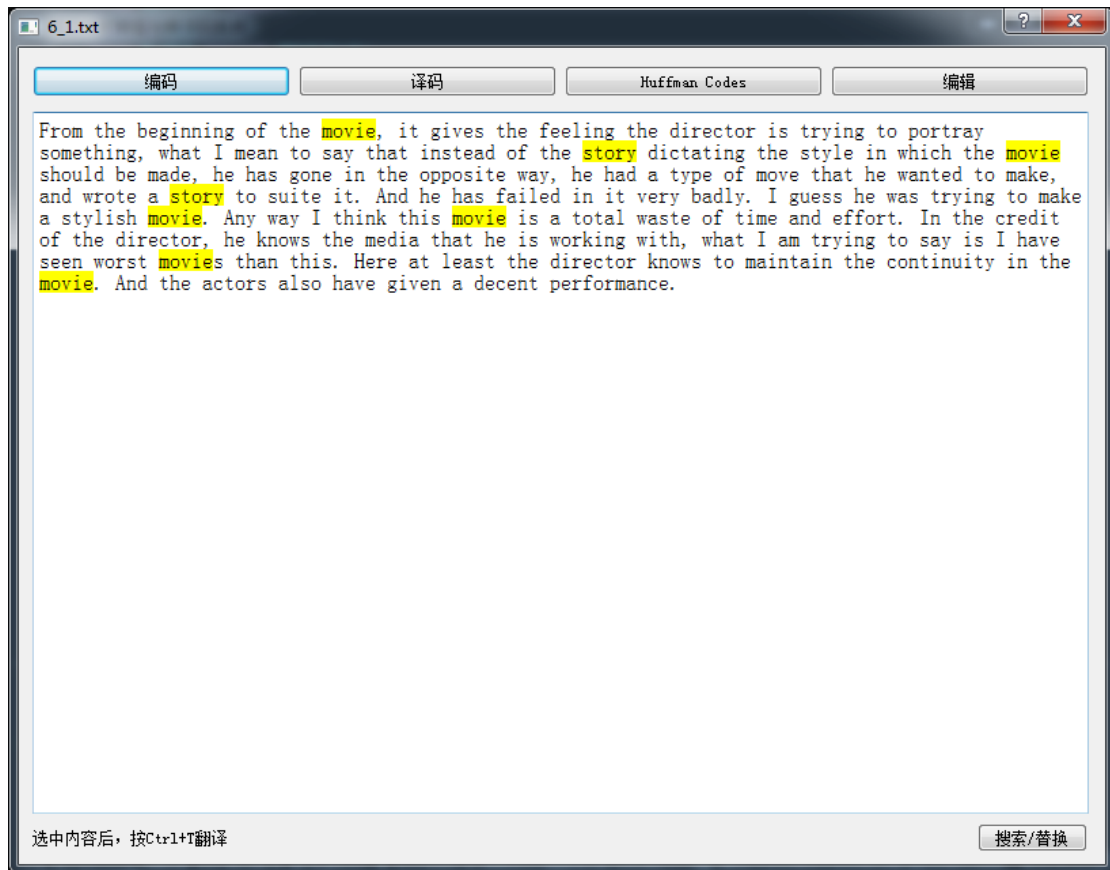 6_1.txt
编码 译码 Huffman Codes 编辑
From the beginning of the movie, it gives the feeling the director is trying to portray
something, what I mean to say that instead of the story dictating the style in which the movie
should be made, he has gone in the opposite way, he had a type of move that he wanted to make,
and wrote a story to suite it. And he has failed in it very badly. I guess he was trying to make
a stylish movie. Any way I think this movie is a total waste of time and effort. In the credit
of the director, he knows the media that he is working with, what I am trying to say is I have
seen worst movies than this. Here at least the director knows to maintain the continuity in the
movie. And the actors also have given a decent performance.
选中内容后，按Ctrl+T翻译 搜索/替换